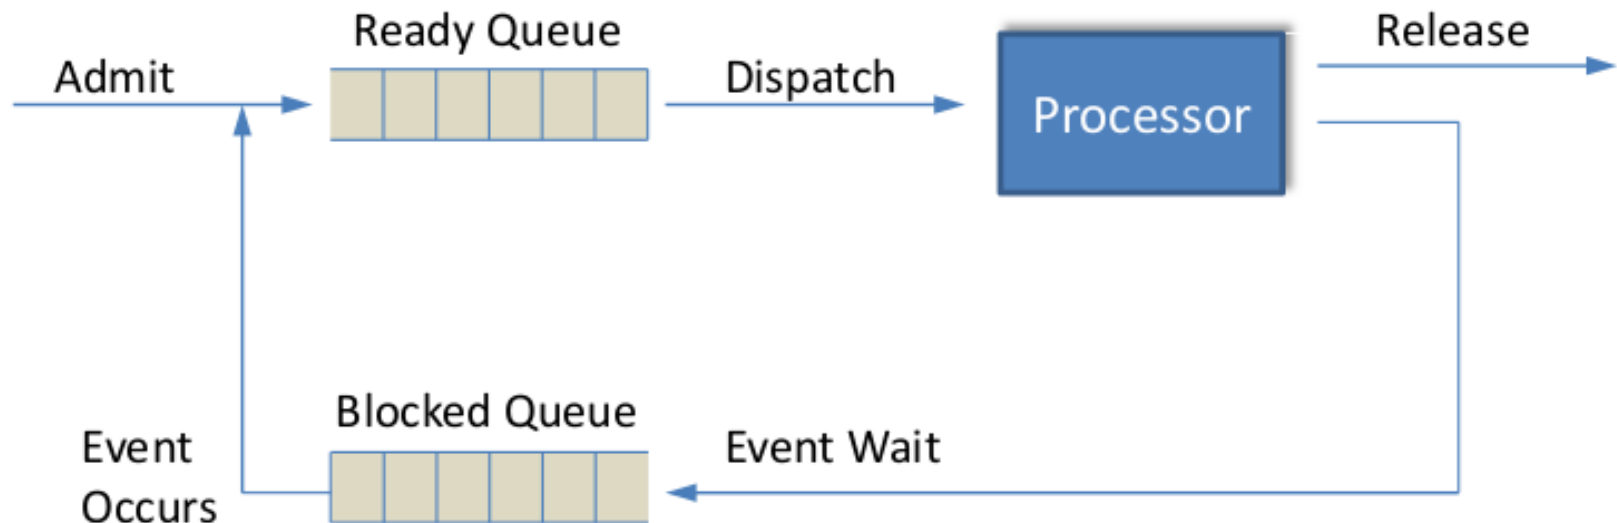 Ready Queue
Release
Admit
Dispatch
Processor
Blocked Queue
Event
Occurs
Event Wait